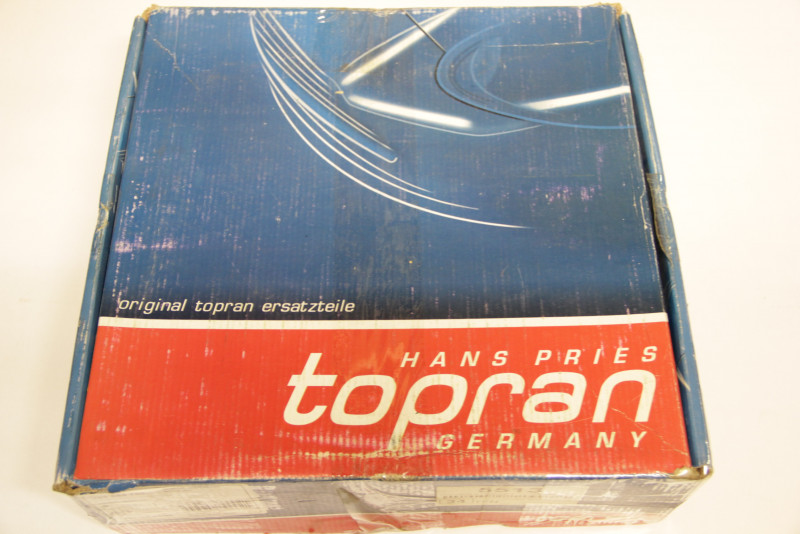 original topran ersatzteile
HANS PRIES
topran
GERMANY